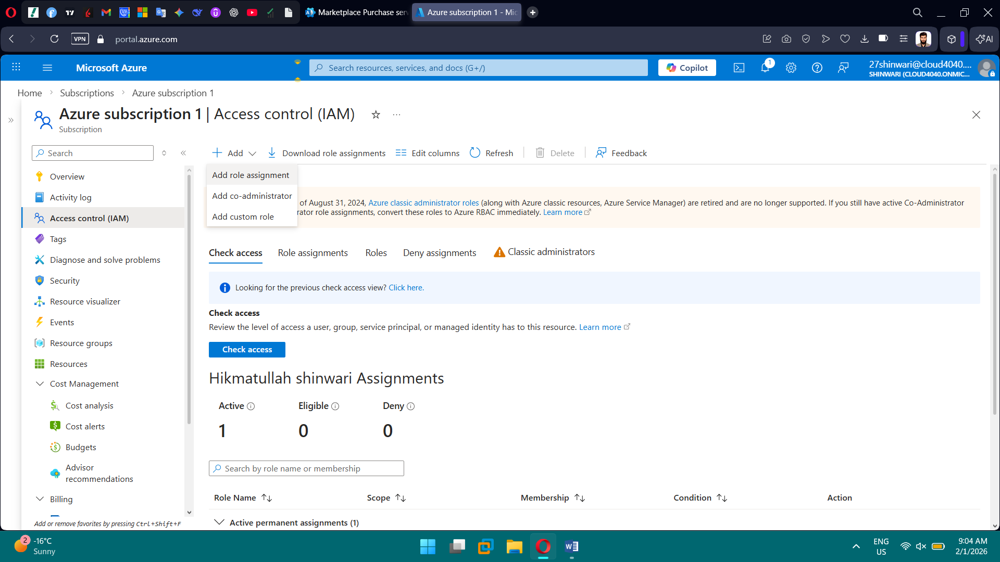 Marketplace Purchase serv
Azure subscription 1 - Mic
VPN
portal.azure.com
AI
Microsoft Azure
Search resources, services, and docs (G+/)
Copilot
1
27shinwari@cloud4040....
SHINWARI (CLOUD4040.ONMIC...
Home
Subscriptions
Azure subscription 1
Azure subscription 1 | Access control (IAM)
Subscription
Search
Add
Download role assignments
Edit columns
Refresh
Delete
Feedback
Add role assignment
Add co-administrator
Add custom role
of August 31, 2024, Azure classic administrator roles (along with Azure classic resources, Azure Service Manager) are retired and are no longer supported. If you still have active Co-Administrator
rator role assignments, convert these roles to Azure RBAC immediately. Learn more
Overview
Activity log
Access control (IAM)
Tags
Diagnose and solve problems
Security
Resource visualizer
Events
Resource groups
Resources
Cost Management
Cost analysis
Cost alerts
Budgets
Advisor
recommendations
Billing
Add or remove favorites by pressing Ctrl+Shift+F
Check access
Role assignments
Roles
Deny assignments
Classic administrators
Looking for the previous check access view? Click here.
Check access
Review the level of access a user, group, service principal, or managed identity has to this resource. Learn more
Check access
Hikmatullah shinwari Assignments
Active
Eligible
Deny
1
0
0
Search by role name or membership
Role Name
Scope
Membership
Condition
Action
Active permanent assignments (1)
2
-16°C
Sunny
ENG
US
9:04 AM
2/1/2026